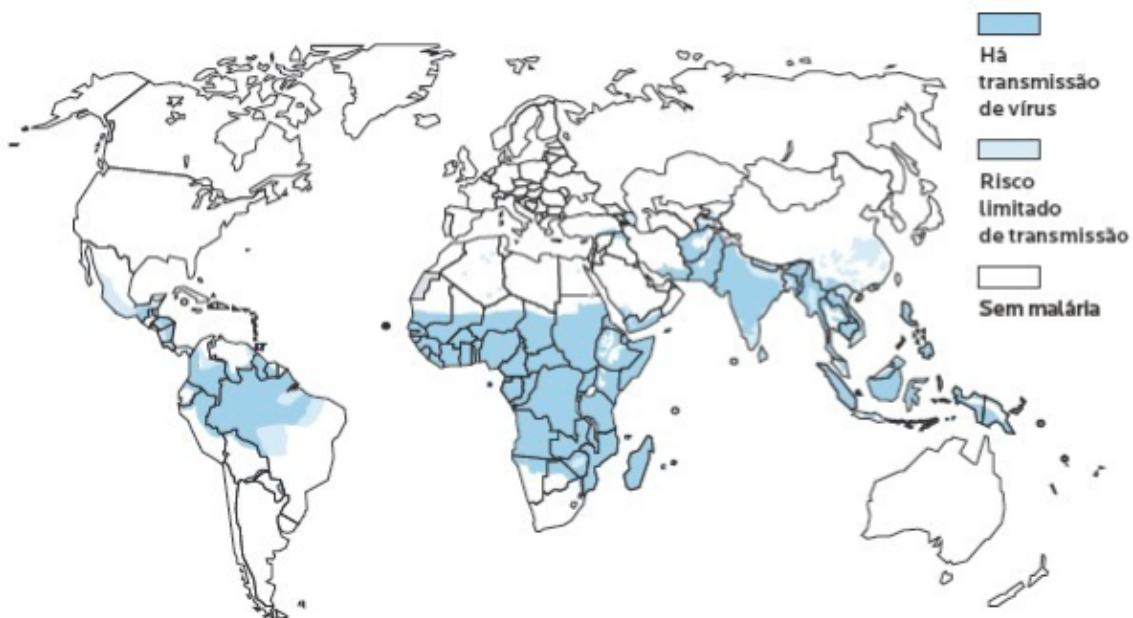 Há
transmissão
de vírus
Risco
limitado
de transmissão
Sem malária